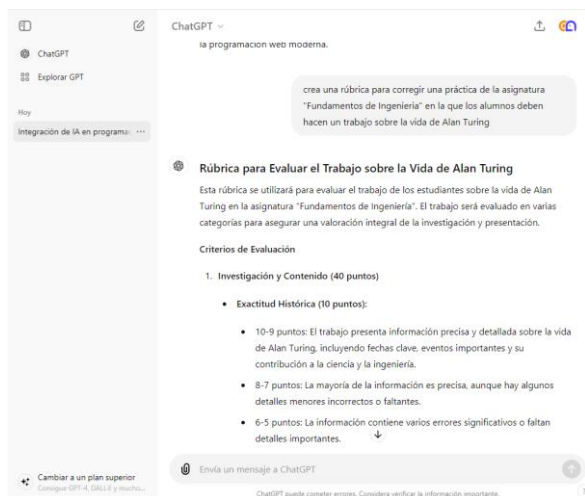 ChatGPT
Explorar GPT
Hoy
Integración de IA en programa
Cambiar a un plan superior
Consigue GPT-4, DALL·E y mucho...
ChatGPT
la programación web moderna.
crea una rúbrica para corregir una práctica de la asignatura
"Fundamentos de Ingenieria" en la que los alumnos deben
hacen un trabajo sobre la vida de Alan Turing
Rúbrica para Evaluar el Trabajo sobre la Vida de Alan Turing
Esta rúbrica se utilizará para evaluar el trabajo de los estudiantes sobre la vida de Alan
Turing en la asignatura "Fundamentos de Ingeniería". El trabajo será evaluado en varias
categorías para asegurar una valoración integral de la investigación y presentación.
Criterios de Evaluación
1. Investigación y Contenido (40 puntos)
• Exactitud Histórica (10 puntos):
• 10-9 puntos: El trabajo presenta información precisa y detallada sobre la vida
de Alan Turing, incluyendo fechas clave, eventos importantes y su
contribución a la ciencia y la ingeniería.
• 8-7 puntos: La mayoría de la información es precisa, aunque hay algunos
detalles menores incorrectos o faltantes.
• 6-5 puntos: La información contiene varios errores significativos o faltan
detalles importantes.
Envía un mensaje a ChatGPT
ChatGPT puede cometer errores. Considera verificar la información importante.